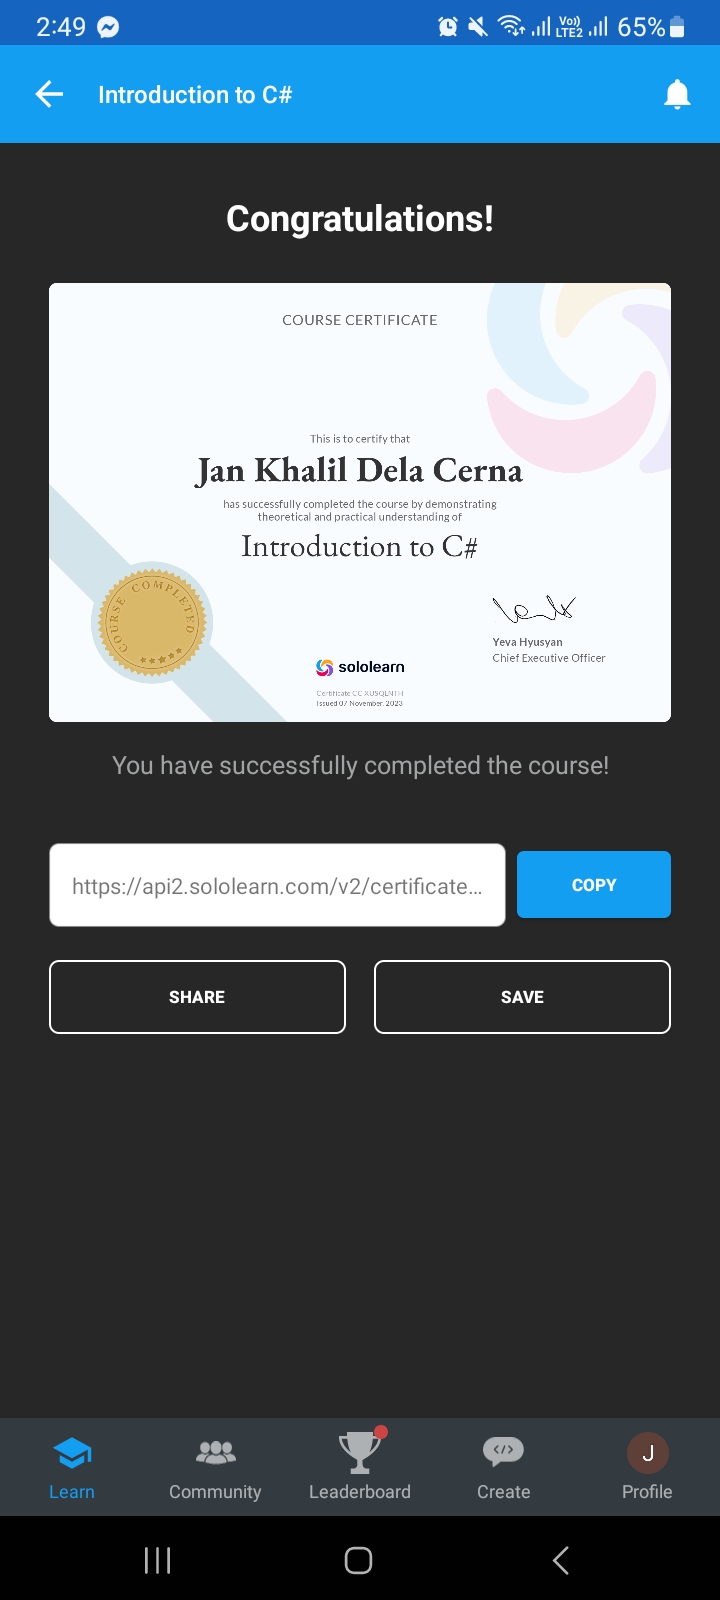 2:49
Vo))
LTE2
65%
Introduction to C#
Congratulations!
COURSE CERTIFICATE
This is to certify that
Jan Khalil Dela Cerna
has successfully completed the course by demonstrating
theoretical and practical understanding of
Introduction to C#
COURSE COMPLETED
Yeva Hyusyan
Chief Executive Officer
sololearn
Certificate CC-XUSQLNTH
Issued 07 November, 2023
You have successfully completed the course!
https://api2.sololearn.com/v2/certificate...
COPY
SHARE
SAVE
</>
J
Learn
Community
Leaderboard
Create
Profile